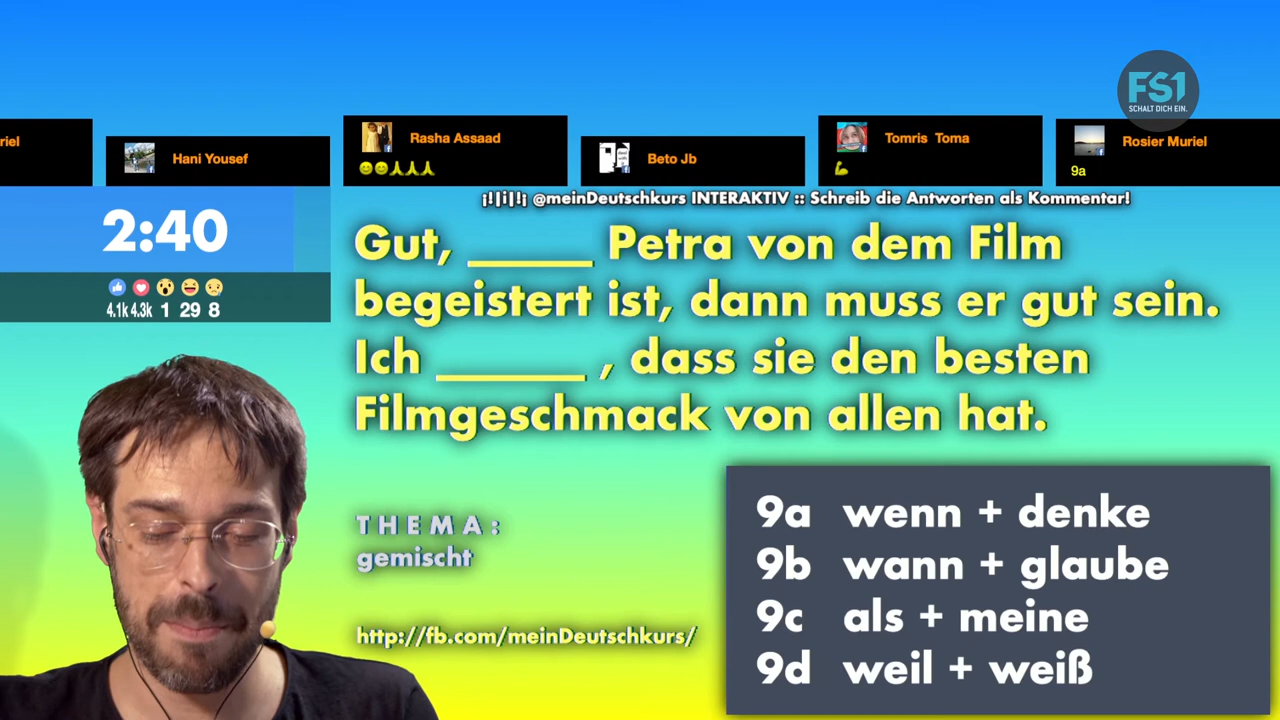 FS1
SCHALT DICH EIN.
riel
Hani Yousef
Rasha Assaad
😊😊🙏🙏🙏
Beto Jb
Tomris Toma
💪
Rosier Muriel
9a
¡!|i|!¡ @meinDeutschkurs INTERAKTIV :: Schreib die Antworten als Kommentar!
2:40
4.1k 4.3k 1 29 8
Gut, _____ Petra von dem Film
begeistert ist, dann muss er gut sein.
Ich ______ , dass sie den besten
Filmgeschmack von allen hat.
THEMA:
gemischt
http://fb.com/meinDeutschkurs/
9a wenn + denke
9b wann + glaube
9c als + meine
9d weil + weiß